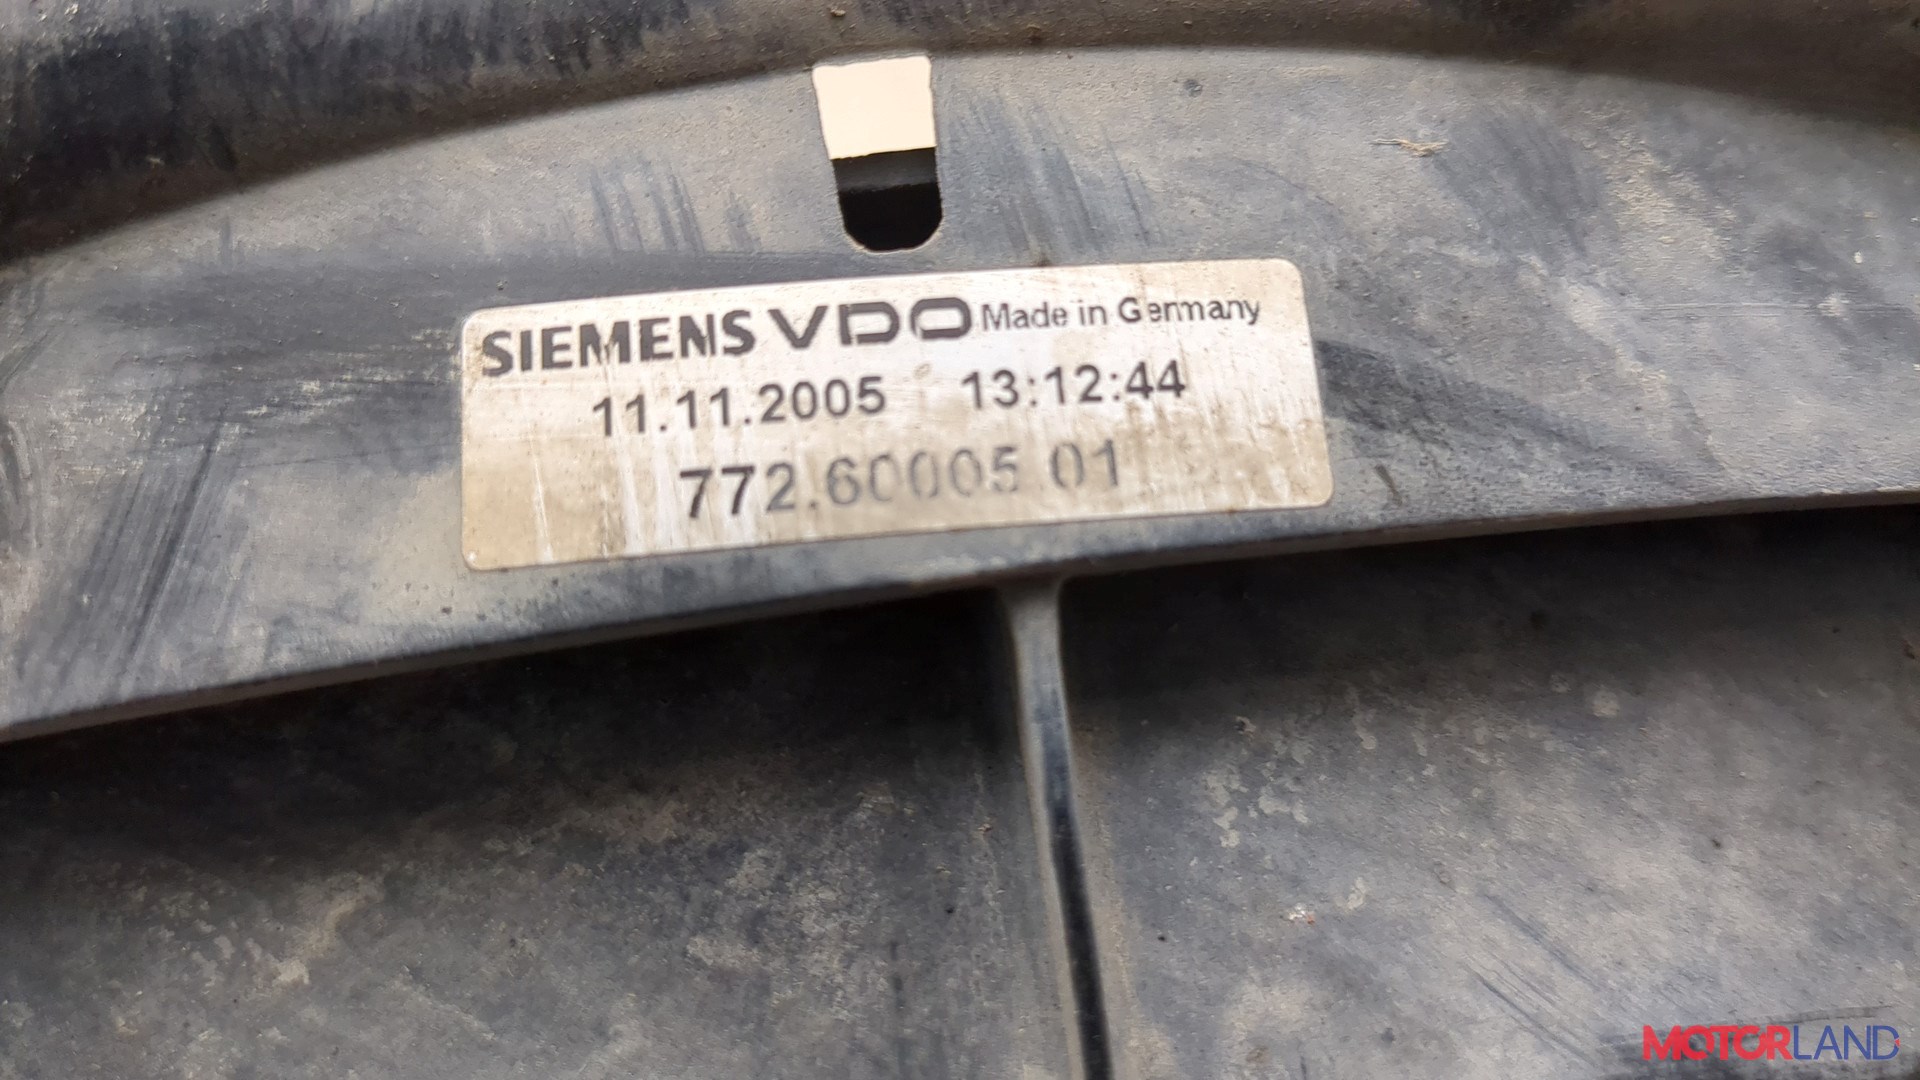 SIEMENS VDO Made in Germany
11.11.2005 13:12:44
772.60005 01
MOTORLAND